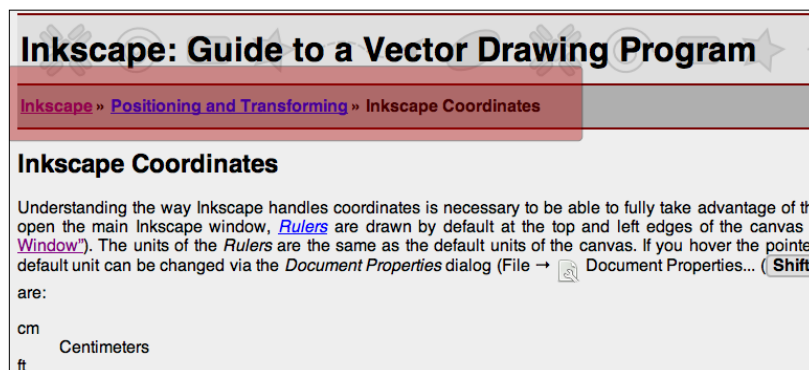 Inkscape: Guide to a Vector Drawing Program
Inkscape » Positioning and Transforming » Inkscape Coordinates
Inkscape Coordinates
Understanding the way Inkscape handles coordinates is necessary to be able to fully take advantage of th
open the main Inkscape window, Rulers are drawn by default at the top and left edges of the canvas
Window"). The units of the Rulers are the same as the default units of the canvas. If you hover the pointe
default unit can be changed via the Document Properties dialog (File → Document Properties... (Shift
are:
cm
Centimeters
ft